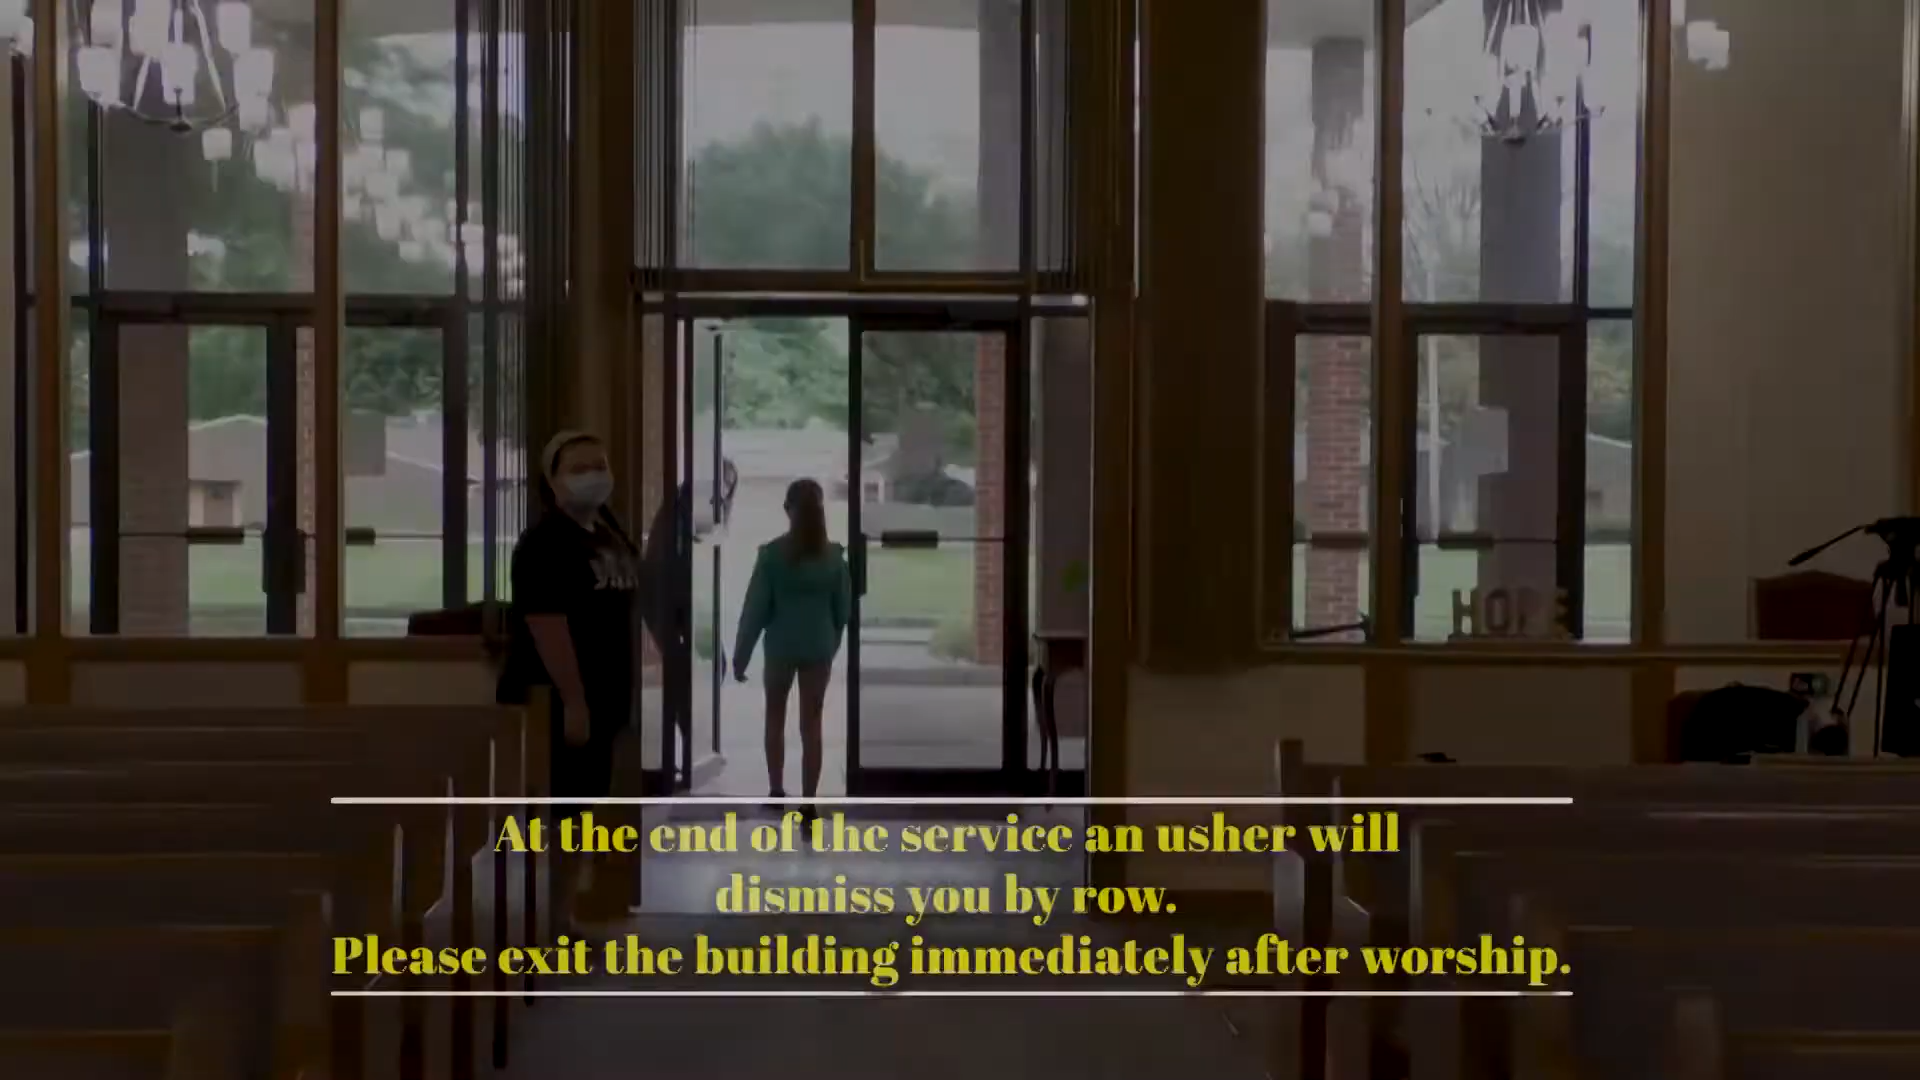 HOPE
At the end of the service an usher will
dismiss you by row.
Please exit the building immediately after worship.